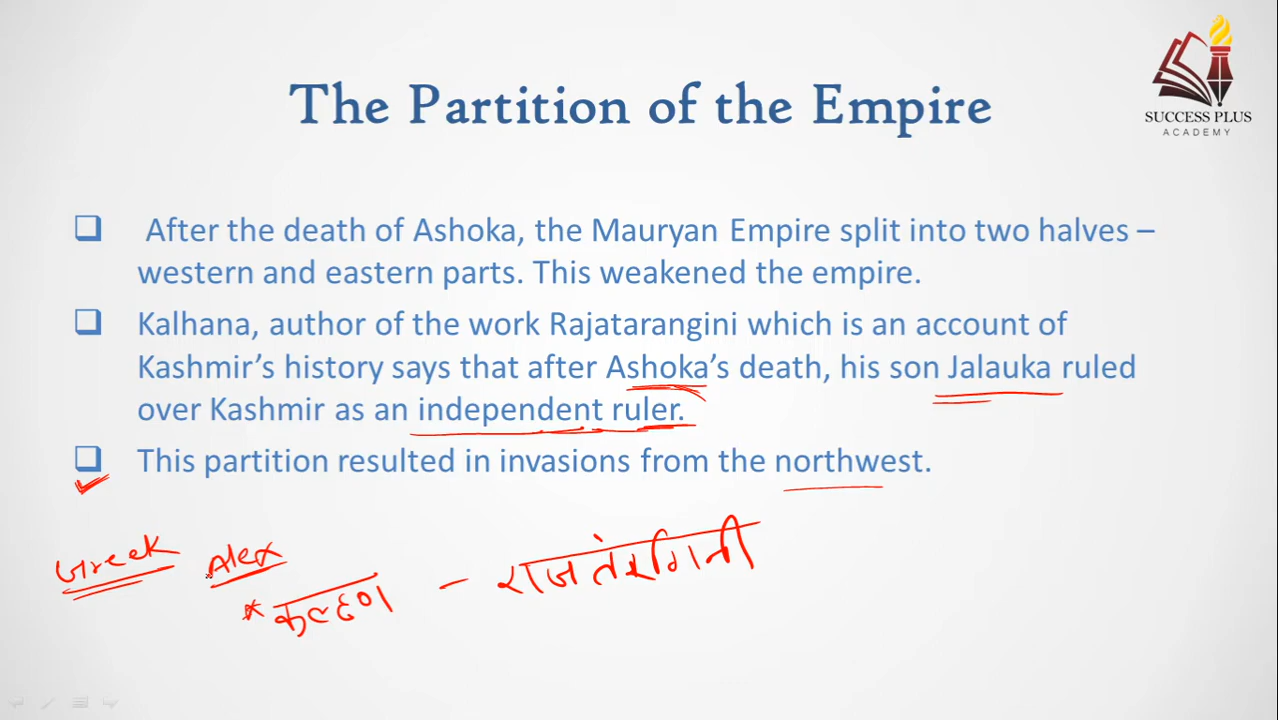 SUCCESS PLUS
ACADEMY
The Partition of the Empire
After the death of Ashoka, the Mauryan Empire split into two halves –
western and eastern parts. This weakened the empire.
Kalhana, author of the work Rajatarangini which is an account of
Kashmir’s history says that after Ashoka’s death, his son Jalauka ruled
over Kashmir as an independent ruler.
This partition resulted in invasions from the northwest.
Greek Alex
* कल्हण – राजतंरगिनी